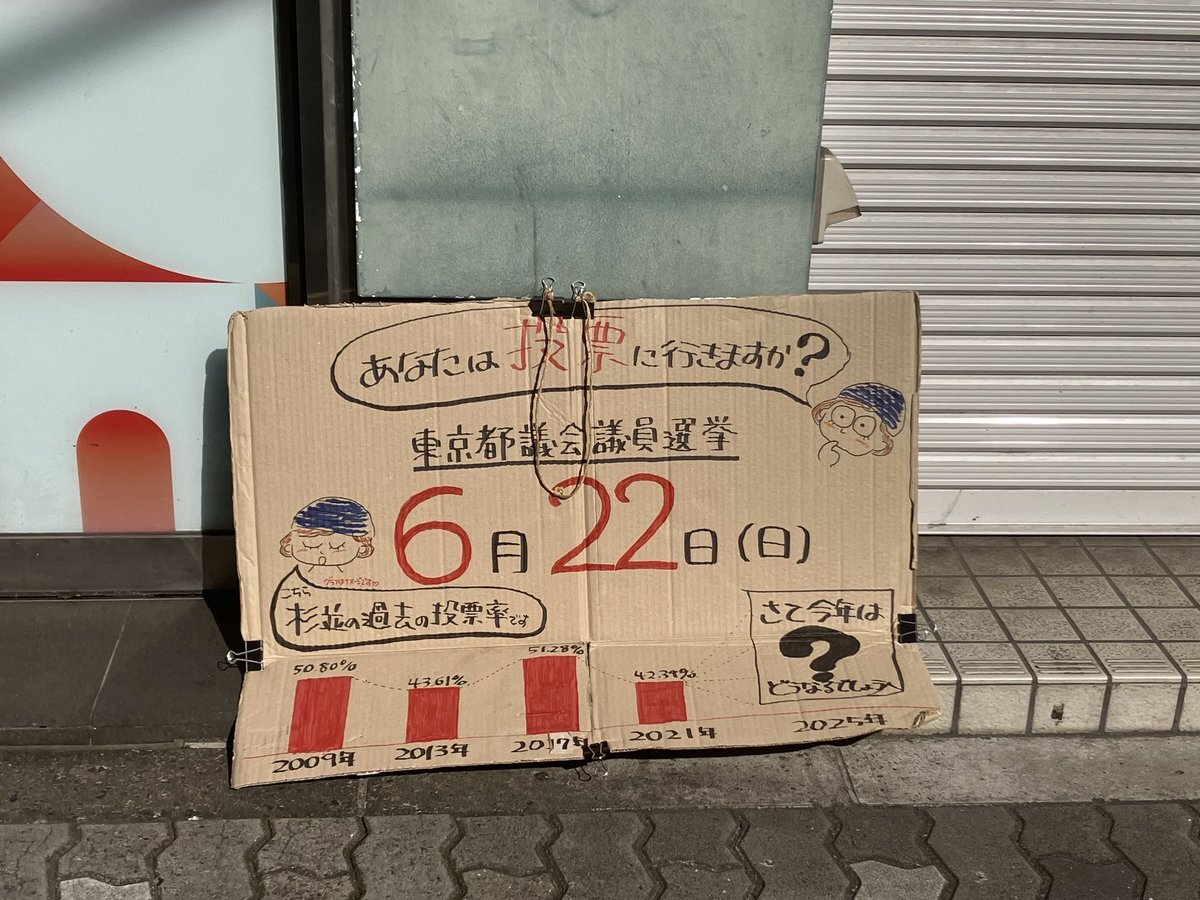 あなたは投票に行きますか?
東京都議会議員選挙
6月22日(日)
こちら
杉並の過去の投票率です
さて今年は
?
どうなるでしょう
50.80%
43.61%
51.28%
42.39%
2009年
2013年
2017年
2021年
2025年